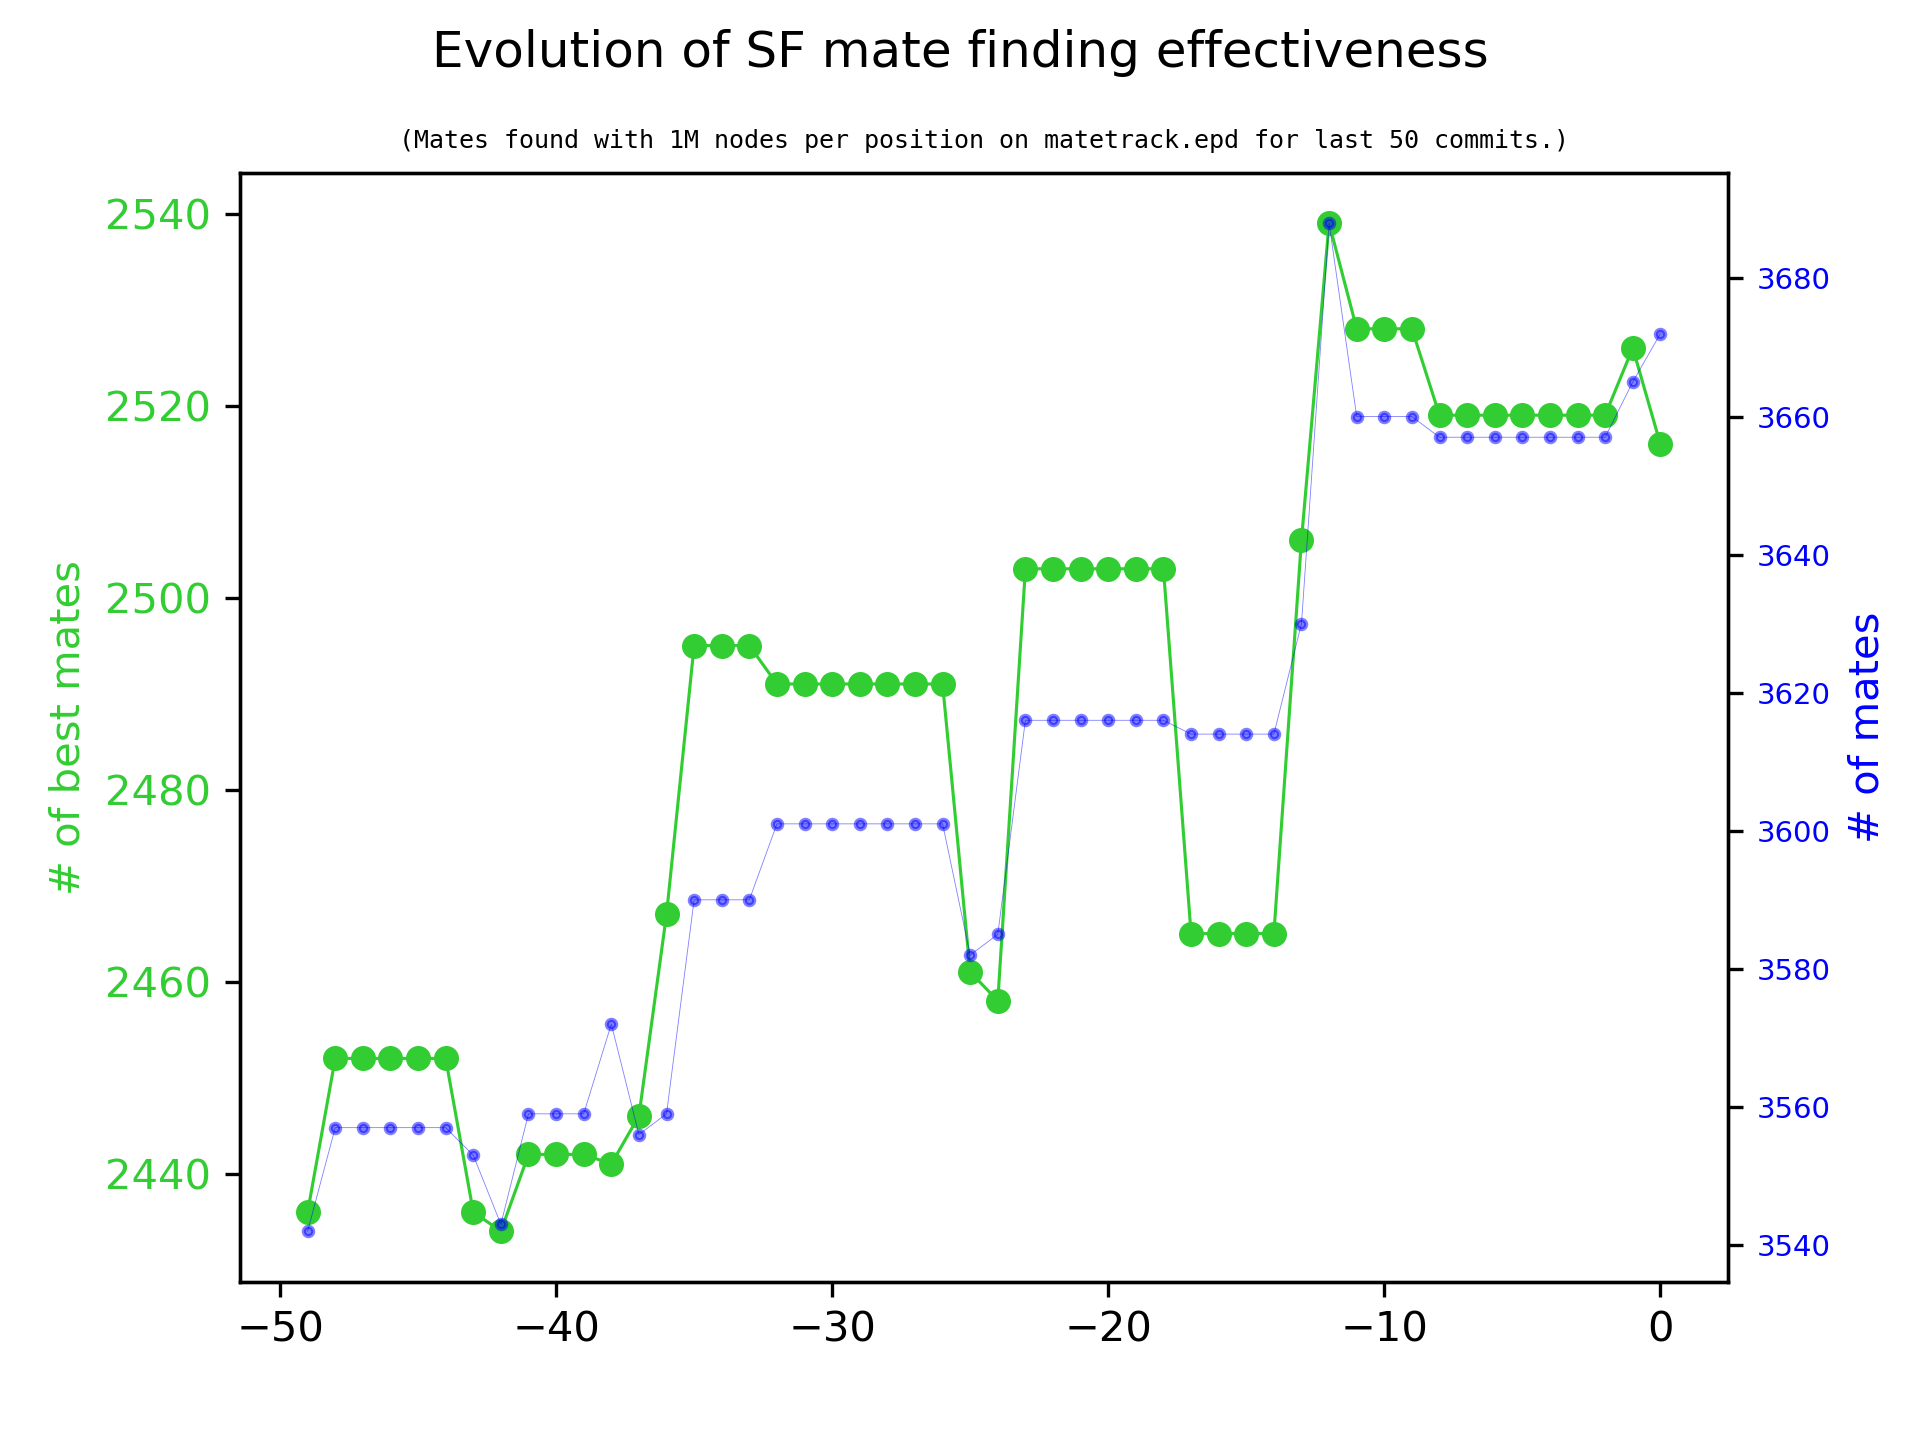 Evolution of SF mate finding effectiveness
(Mates found with 1M nodes per position on matetrack.epd for last 50 commits.)
2540
2520
2500
2480
2460
2440
# of best mates
3680
3660
3640
3620
3600
3580
3560
3540
# of mates
−50 −40 −30 −20 −10 0